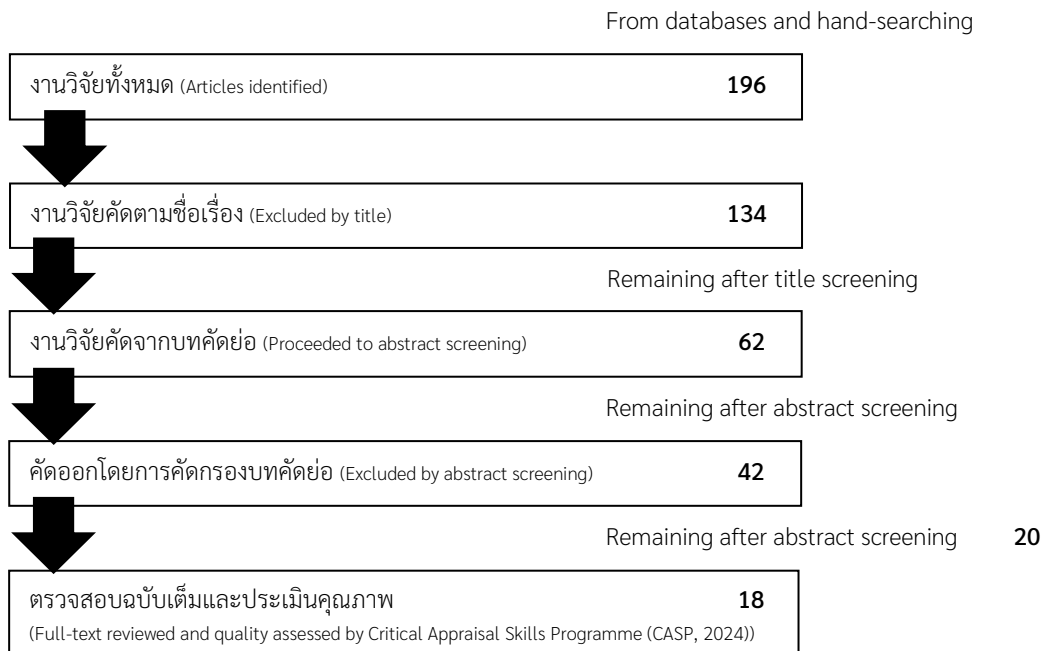 From databases and hand-searching
งานวิจัยทั้งหมด (Articles identified) 196
งานวิจัยคัดตามชื่อเรื่อง (Excluded by title) 134
Remaining after title screening
งานวิจัยคัดจากบทคัดย่อ (Proceeded to abstract screening) 62
Remaining after abstract screening
คัดออกโดยการคัดกรองบทคัดย่อ (Excluded by abstract screening) 42
Remaining after abstract screening 20
ตรวจสอบฉบับเต็มและประเมินคุณภาพ 18
(Full-text reviewed and quality assessed by Critical Appraisal Skills Programme (CASP, 2024))